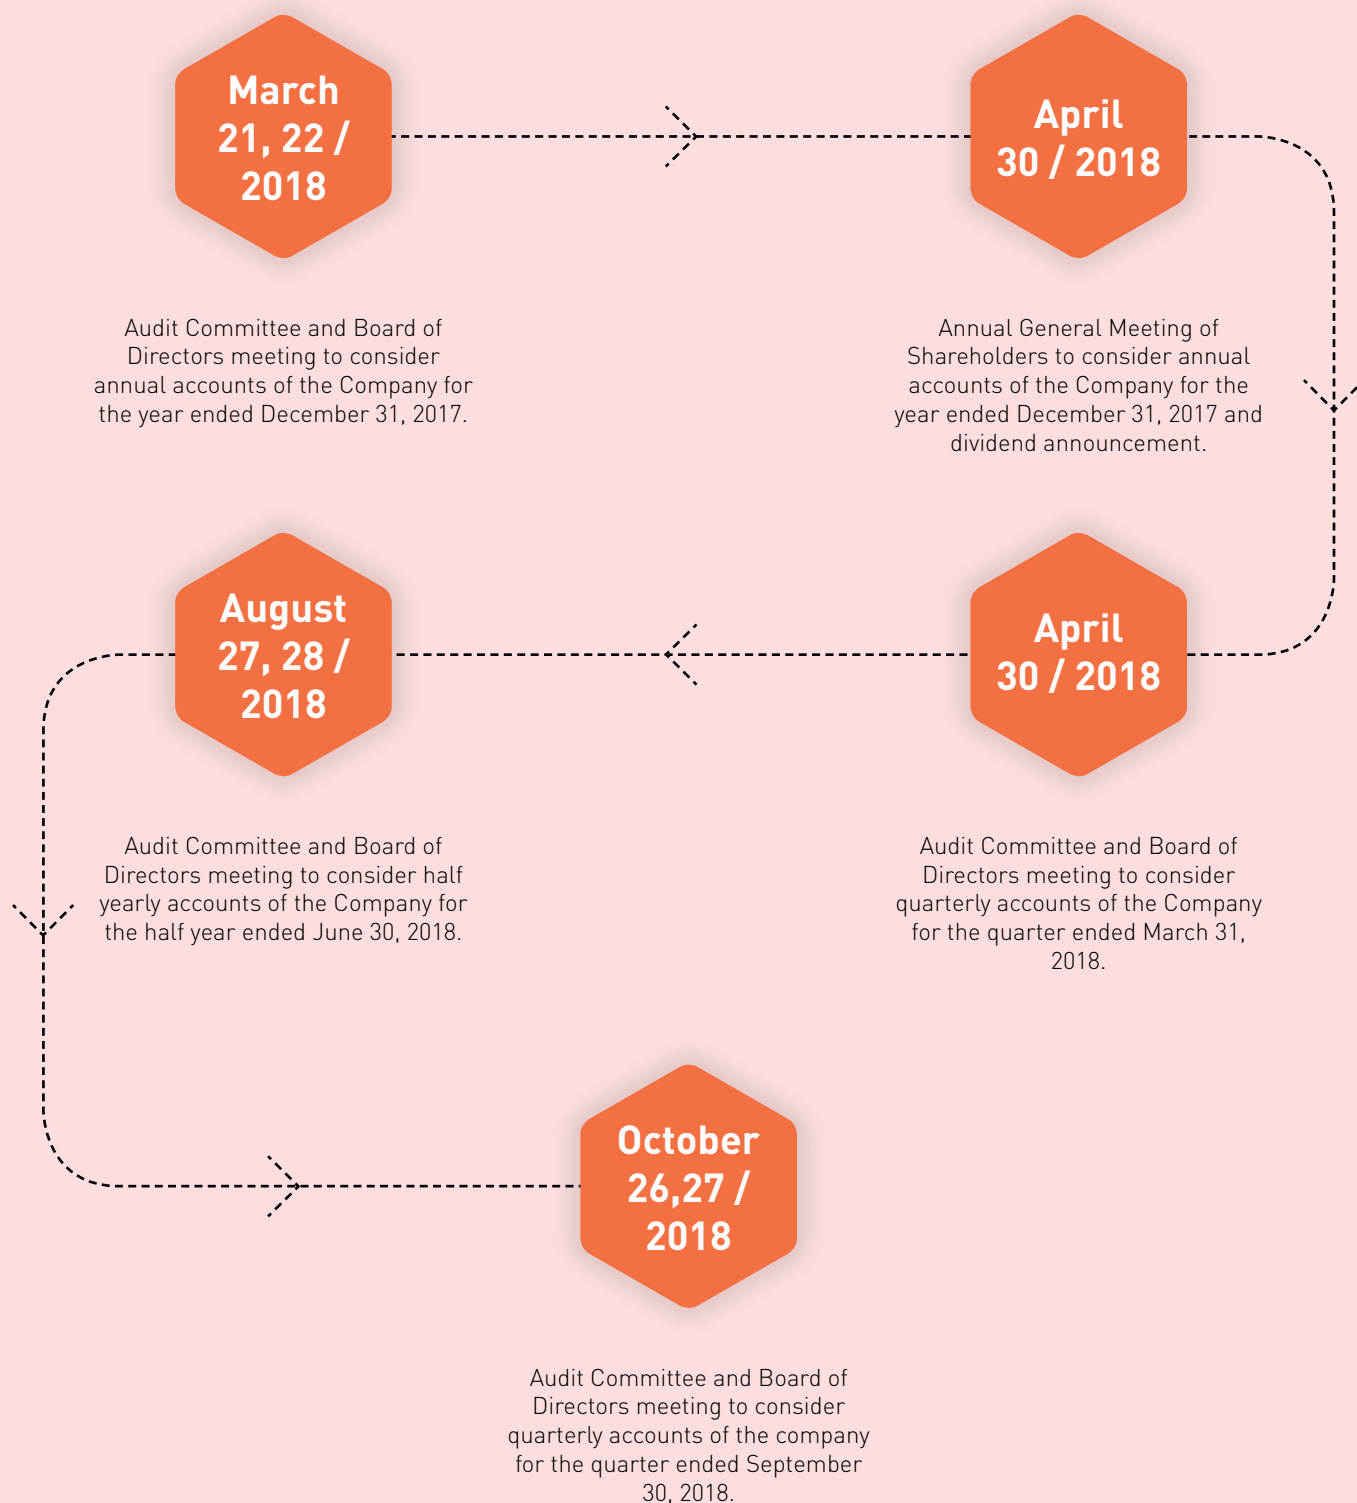 March
21, 22 /
2018
Audit Committee and Board of
Directors meeting to consider
annual accounts of the Company for
the year ended December 31, 2017.
April
30 / 2018
Annual General Meeting of
Shareholders to consider annual
accounts of the Company for the
year ended December 31, 2017 and
dividend announcement.
April
30 / 2018
Audit Committee and Board of
Directors meeting to consider
quarterly accounts of the Company
for the quarter ended March 31,
2018.
August
27, 28 /
2018
Audit Committee and Board of
Directors meeting to consider half
yearly accounts of the Company for
the half year ended June 30, 2018.
October
26,27 /
2018
Audit Committee and Board of
Directors meeting to consider
quarterly accounts of the company
for the quarter ended September
30, 2018.